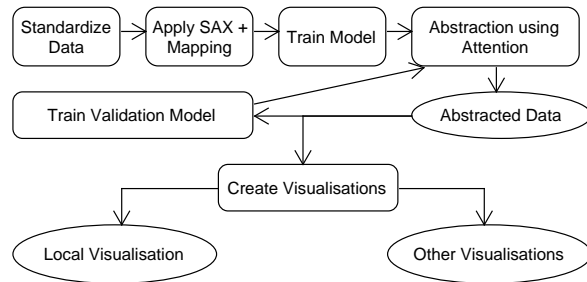 Standardize
Data
Apply SAX +
Mapping
Train Model
Abstraction using
Attention
Train Validation Model
Abstracted Data
Create Visualisations
Local Visualisation
Other Visualisations